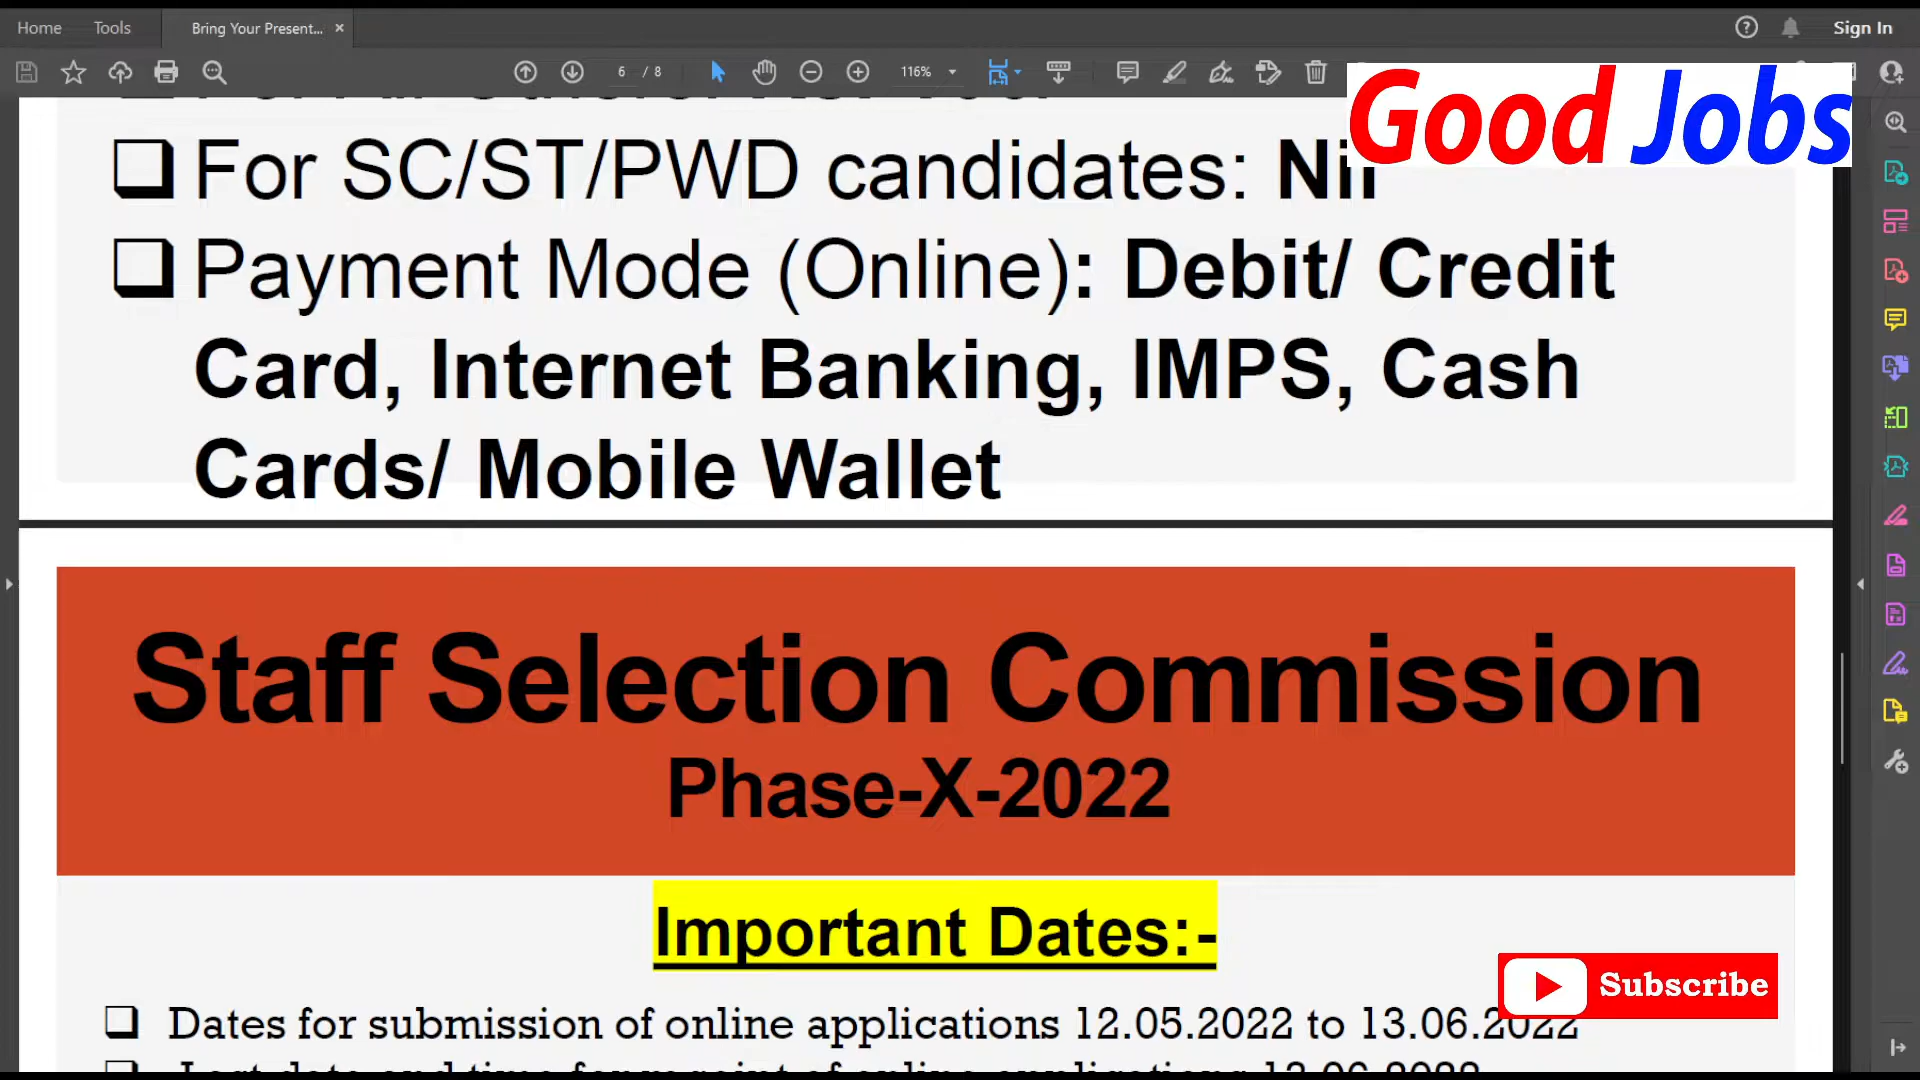 Home Tools Bring Your Present... × Sign In
6 / 8 116%
Good Jobs
For SC/ST/PWD candidates: Nil
Payment Mode (Online): Debit/ Credit
Card, Internet Banking, IMPS, Cash
Cards/ Mobile Wallet
Staff Selection Commission
Phase-X-2022
Important Dates:-
Subscribe
Dates for submission of online applications 12.05.2022 to 13.06.2022